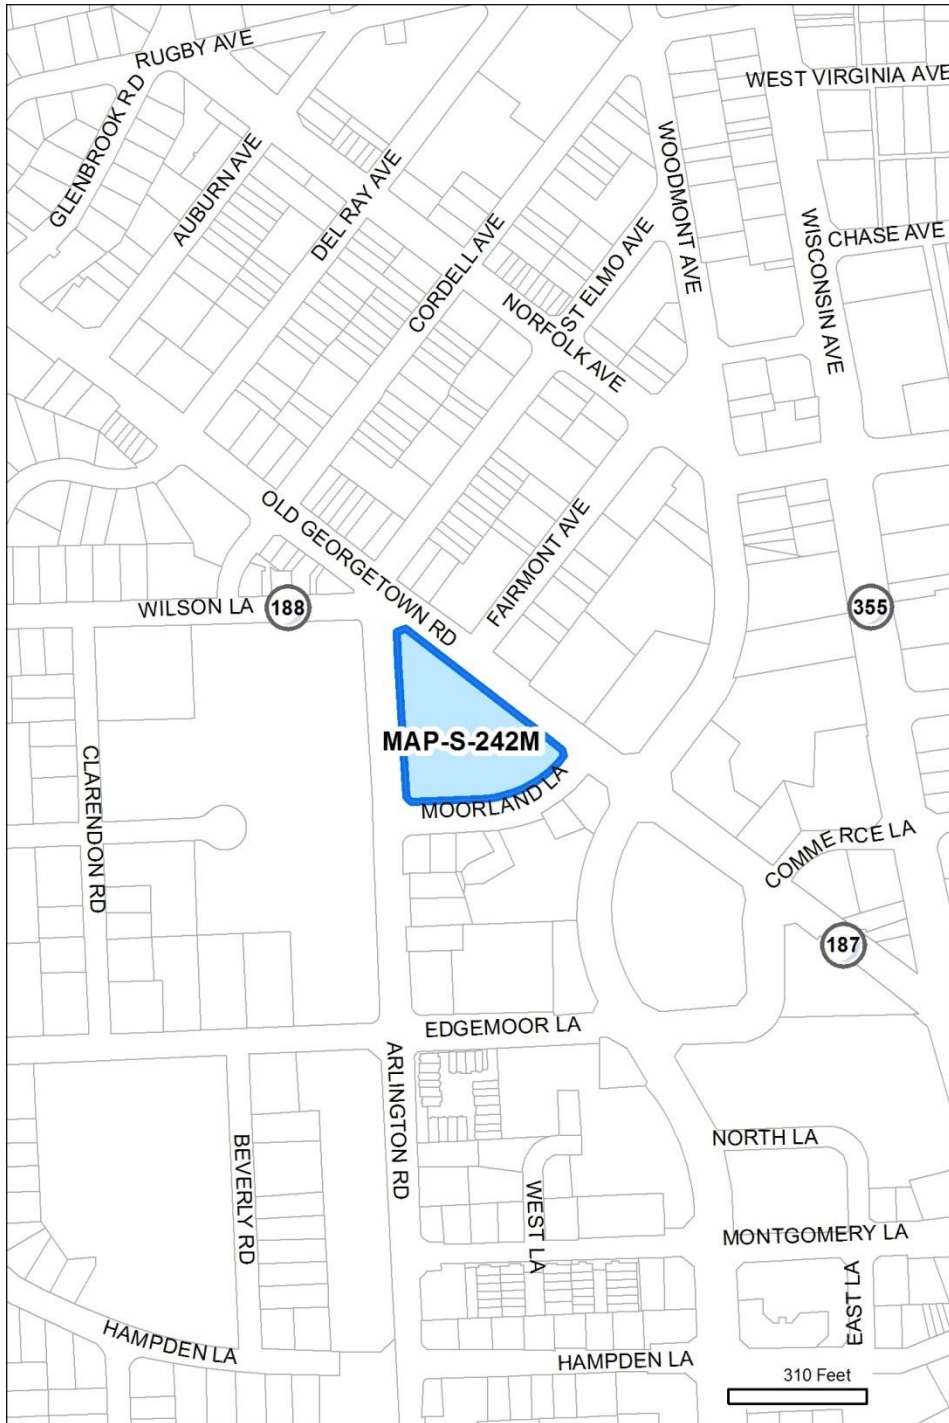 RUGBY AVE
WEST VIRGINIA AVE
GLENBROOK RD
AUBURN AVE
DEL RAY AVE
WOODMONT AVE
CORDELL AVE
ST ELMO AVE
WISCONSIN AVE
CHASE AVE
NORFOLK AVE
OLD GEORGETOWN RD
FAIRMONT AVE
WILSON LA
188
355
MAP-S-242M
MOORLAND LA
CLARENDON RD
COMMERCE LA
187
EDGEMOOR LA
ARLINGTON RD
BEVERLY RD
NORTH LA
WEST LA
MONTGOMERY LA
EAST LA
HAMPDEN LA
HAMPDEN LA
310 Feet